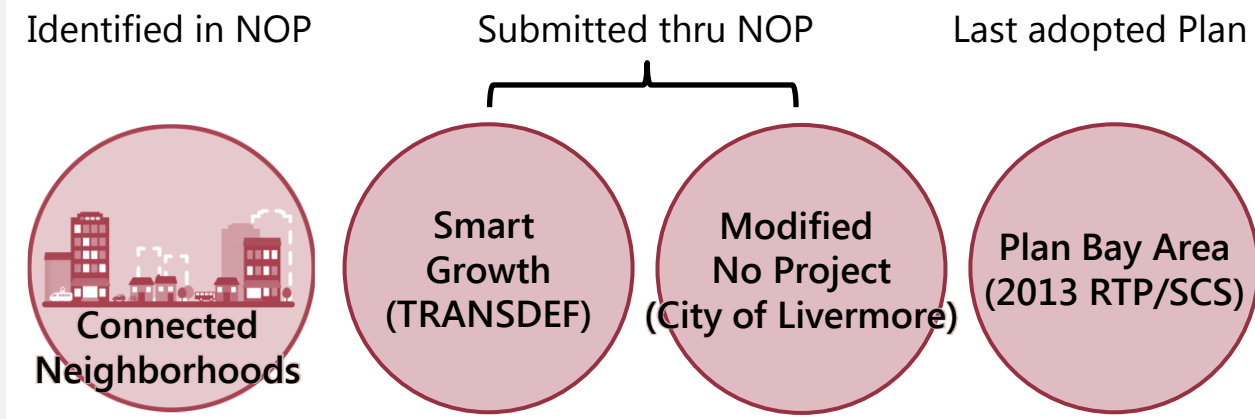 Identified in NOP
Submitted thru NOP
Last adopted Plan
Connected
Neighborhoods
Smart
Growth
(TRANSDEF)
Modified
No Project
(City of Livermore)
Plan Bay Area
(2013 RTP/SCS)